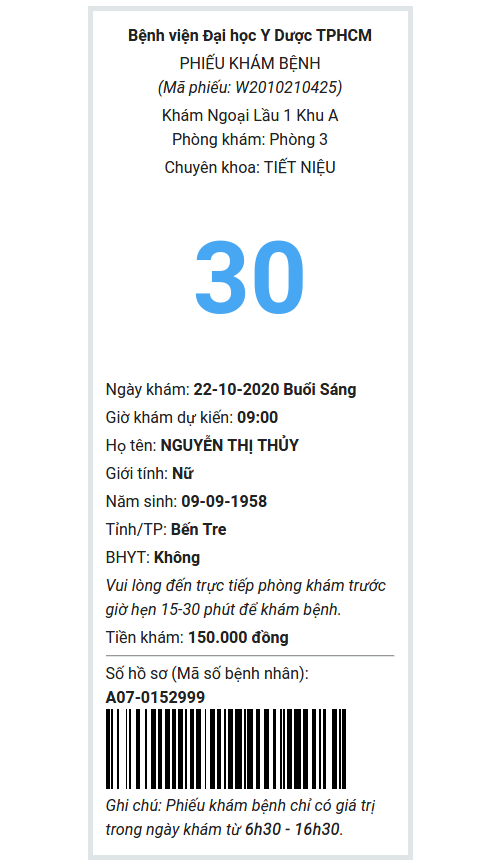 Bệnh viện Đại học Y Dược TPHCM
PHIẾU KHÁM BỆNH
(Mã phiếu: W2010210425)
Khám Ngoại Lầu 1 Khu A
Phòng khám: Phòng 3
Chuyên khoa: TIẾT NIỆU
30
Ngày khám: 22-10-2020 Buổi Sáng
Giờ khám dự kiến: 09:00
Họ tên: NGUYỄN THỊ THỦY
Giới tính: Nữ
Năm sinh: 09-09-1958
Tỉnh/TP: Bến Tre
BHYT: Không
Vui lòng đến trực tiếp phòng khám trước
giờ hẹn 15-30 phút để khám bệnh.
Tiền khám: 150.000 đồng
Số hồ sơ (Mã số bệnh nhân):
A07-0152999
Ghi chú: Phiếu khám bệnh chỉ có giá trị
trong ngày khám từ 6h30 - 16h30.